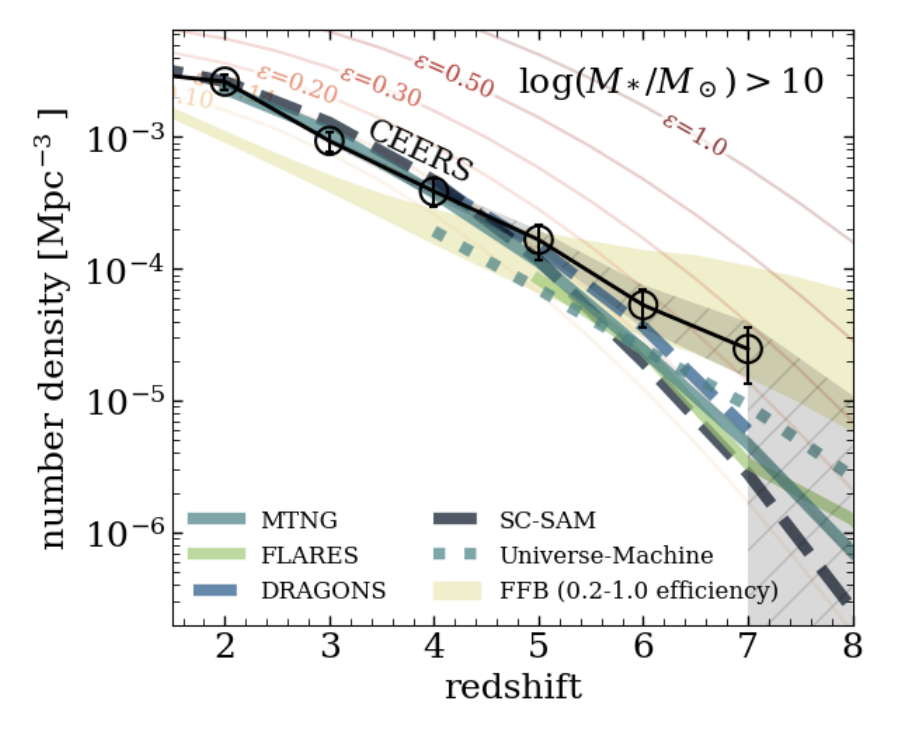 log(M*/M⊙) > 10
ε=0.50
ε=0.30
ε=0.20
0.10
ε=1.0
CEERS
number density [Mpc⁻³ ]
10⁻³
10⁻⁴
10⁻⁵
10⁻⁶
MTNG
FLARES
DRAGONS
SC-SAM
Universe-Machine
FFB (0.2-1.0 efficiency)
2 3 4 5 6 7 8
redshift